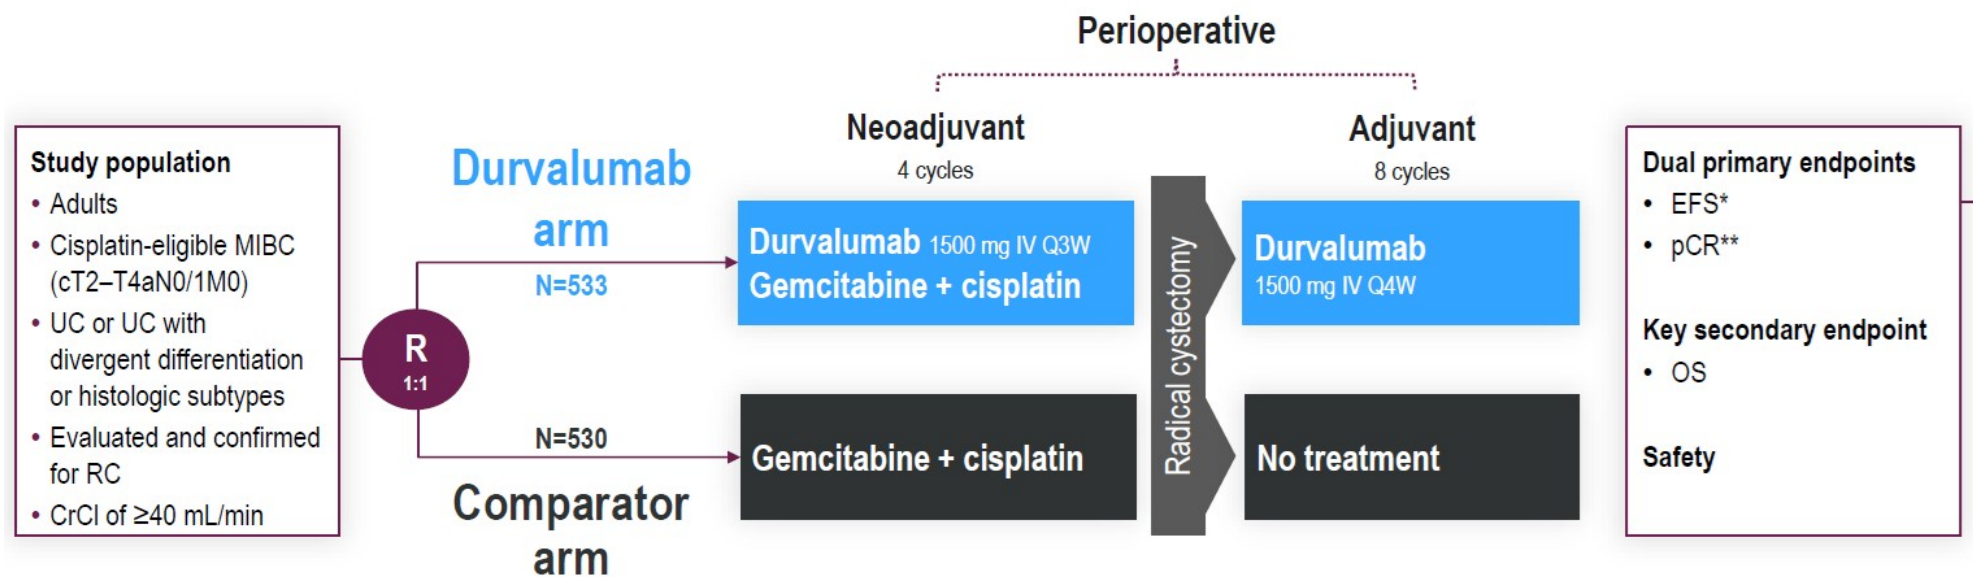 Perioperative
Study population
• Adults
• Cisplatin-eligible MIBC
(cT2–T4aN0/1M0)
• UC or UC with
divergent differentiation
or histologic subtypes
• Evaluated and confirmed
for RC
• CrCl of ≥40 mL/min
R
1:1
Durvalumab
arm
N=533
N=530
Comparator
arm
Neoadjuvant
4 cycles
Durvalumab 1500 mg IV Q3W
Gemcitabine + cisplatin
Gemcitabine + cisplatin
Radical cystectomy
Adjuvant
8 cycles
Durvalumab
1500 mg IV Q4W
No treatment
Dual primary endpoints
• EFS*
• pCR**
Key secondary endpoint
• OS
Safety